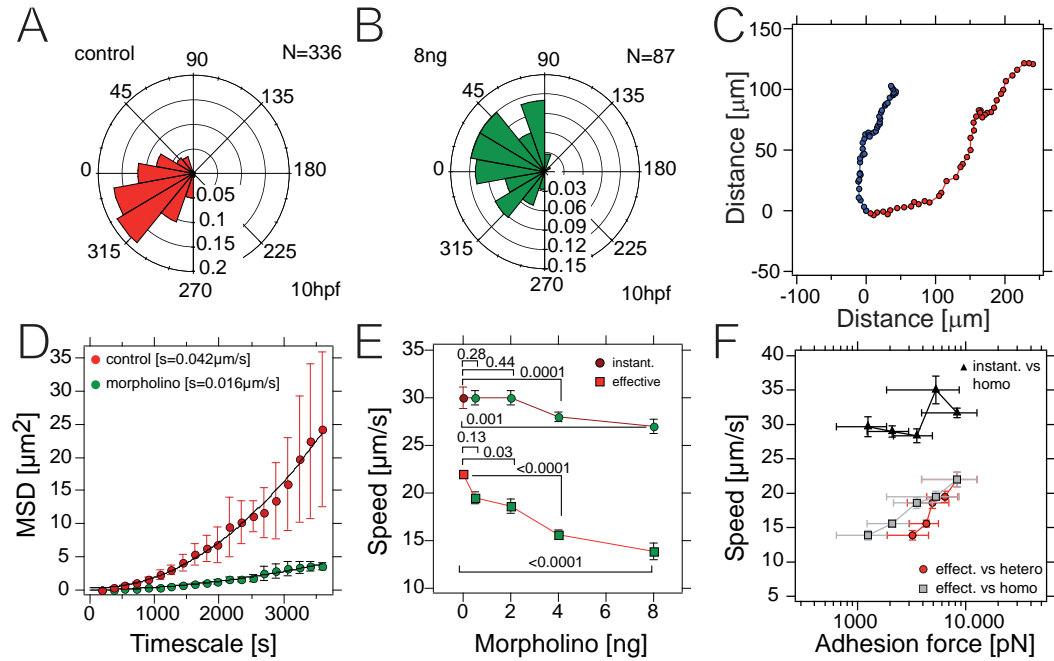 A
control
N=336
90
45
135
0
180
0.05
0.1
0.15
0.2
315
225
270
10hpf
B
8ng
N=87
90
45
135
0
180
0.03
0.06
0.09
0.12
0.15
315
225
270
10hpf
C
150
100
50
0
-50
Distance [μm]
-100
0
100
200
Distance [μm]
D
control [s=0.042μm/s]
morpholino [s=0.016μm/s]
35
30
25
20
15
10
5
0
MSD [μm2]
0
1000
2000
3000
Timescale [s]
E
0.28
0.44
0.0001
instant.
effective
0.001
0.13
0.03
<0.0001
<0.0001
35
30
25
20
15
10
Speed [μm/s]
0
2
4
6
8
Morpholino [ng]
F
instant. vs
homo
effect. vs hetero
effect. vs homo
40
35
30
25
20
15
10
5
Speed [μm/s]
1000
10.000
Adhesion force [pN]